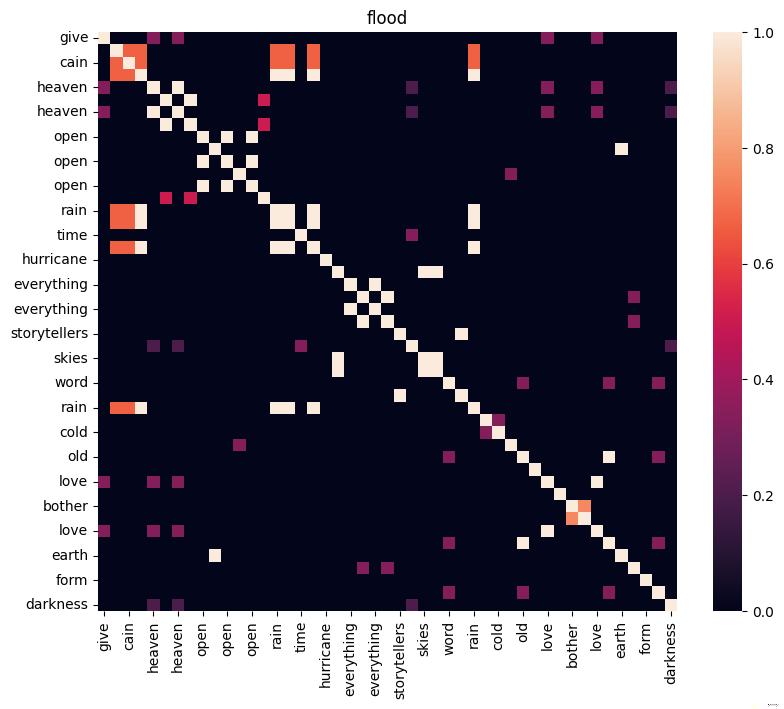 flood
give
cain
heaven
heaven
open
open
open
rain
time
hurricane
everything
everything
storytellers
skies
word
rain
cold
old
love
bother
love
earth
form
darkness
1.0
0.8
0.6
0.4
0.2
0.0
give
cain
heaven
heaven
open
open
open
rain
time
hurricane
everything
everything
storytellers
skies
word
rain
cold
old
love
bother
love
earth
form
darkness